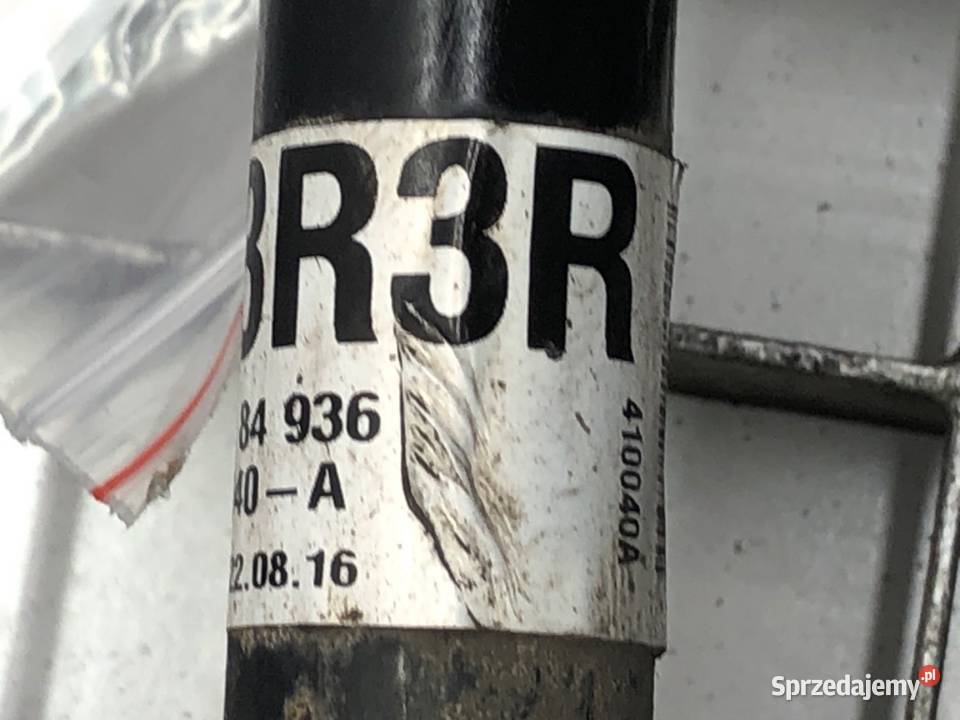 3R3R
84 936
40-A
22.08.16
410040A
Sprzedajemy.pl